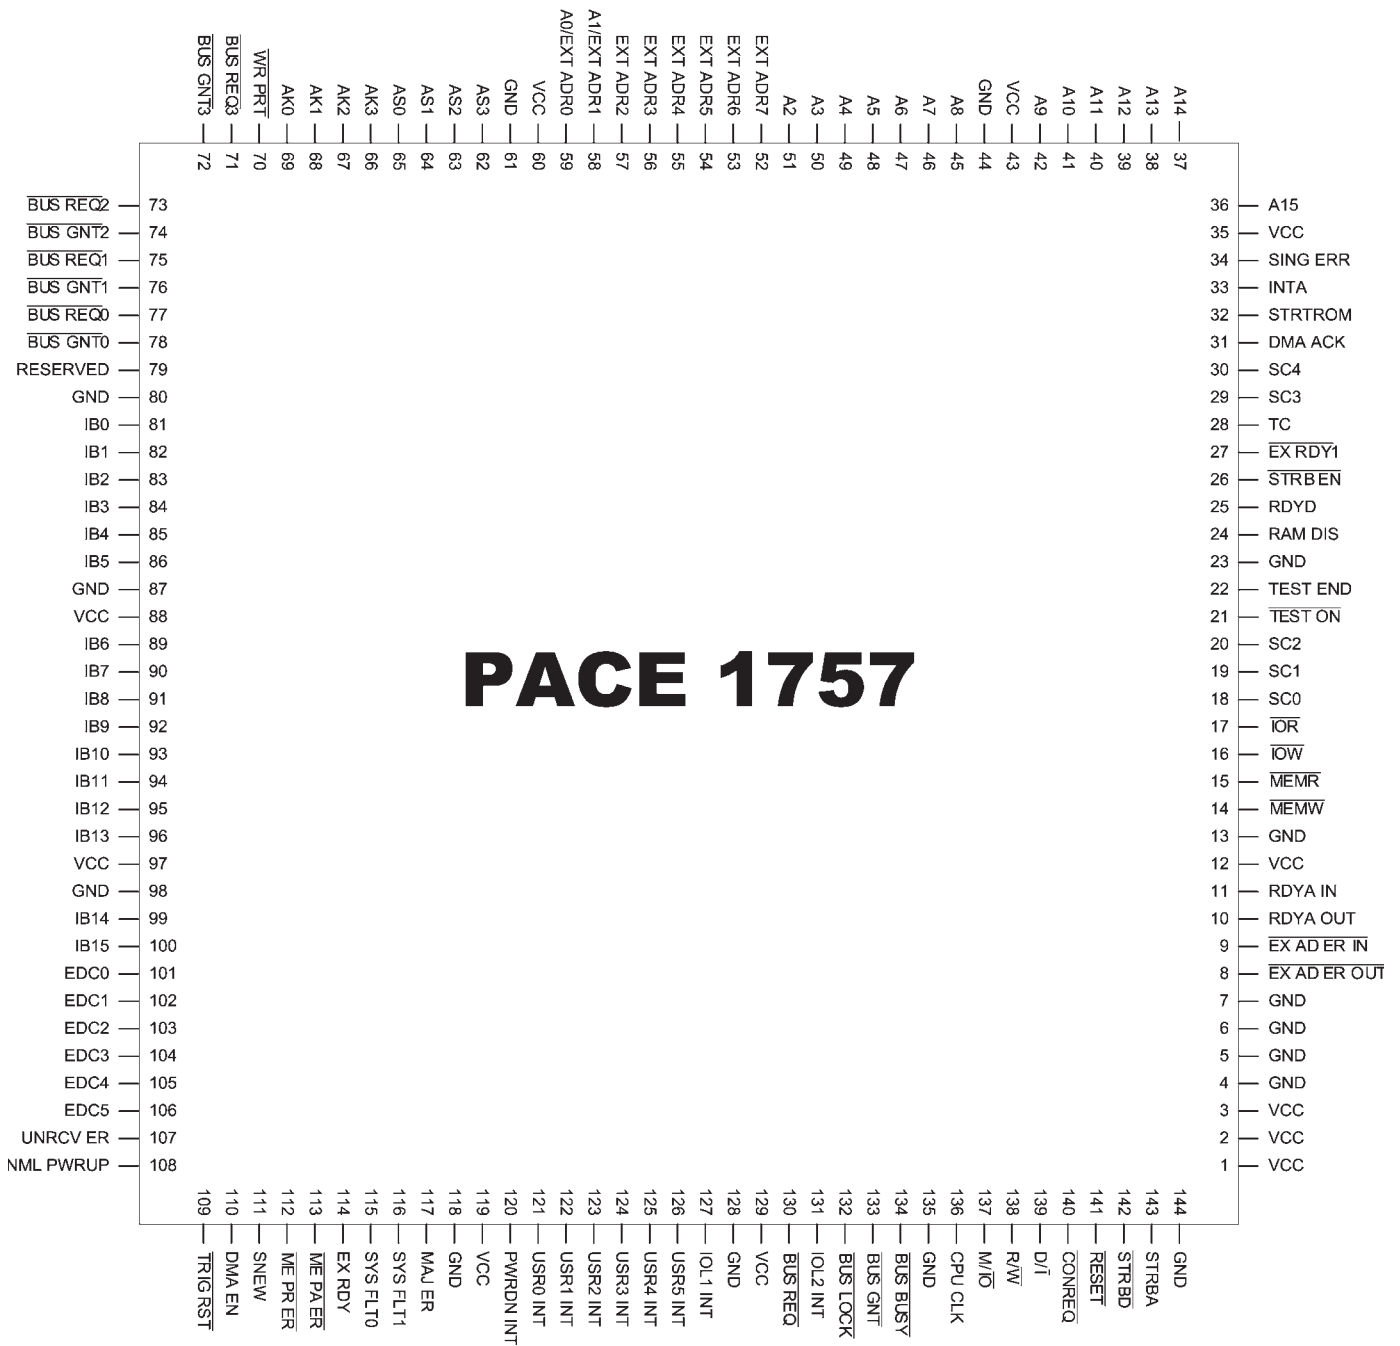 BUS GNT3
BUS REQ3
WR PRT
AK0
AK1
AK2
AK3
AS0
AS1
AS2
AS3
GND
VCC
A0/EXT ADR0
A1/EXT ADR1
EXT ADR2
EXT ADR3
EXT ADR4
EXT ADR5
EXT ADR6
EXT ADR7
A2
A3
A4
A5
A6
A7
A8
GND
VCC
A9
A10
A11
A12
A13
A14
72
71
70
69
68
67
66
65
64
63
62
61
60
59
58
57
56
55
54
53
52
51
50
49
48
47
46
45
44
43
42
41
40
39
38
37
BUS REQ2 73
BUS GNT2 74
BUS REQ1 75
BUS GNT1 76
BUS REQ0 77
BUS GNT0 78
RESERVED 79
GND 80
IB0 81
IB1 82
IB2 83
IB3 84
IB4 85
IB5 86
GND 87
VCC 88
IB6 89
IB7 90
IB8 91
IB9 92
IB10 93
IB11 94
IB12 95
IB13 96
VCC 97
GND 98
IB14 99
IB15 100
EDC0 101
EDC1 102
EDC2 103
EDC3 104
EDC4 105
EDC5 106
UNRCV ER 107
NML PWRUP 108
PACE 1757
36 A15
35 VCC
34 SING ERR
33 INTA
32 STRTROM
31 DMA ACK
30 SC4
29 SC3
28 TC
27 EX RDY1
26 STRB EN
25 RDYD
24 RAM DIS
23 GND
22 TEST END
21 TEST ON
20 SC2
19 SC1
18 SC0
17 IOR
16 IOW
15 MEMR
14 MEMW
13 GND
12 VCC
11 RDYA IN
10 RDYA OUT
9 EX AD ER IN
8 EX AD ER OUT
7 GND
6 GND
5 GND
4 GND
3 VCC
2 VCC
1 VCC
109
110
111
112
113
114
115
116
117
118
119
120
121
122
123
124
125
126
127
128
129
130
131
132
133
134
135
136
137
138
139
140
141
142
143
144
TRIG RST
DMA EN
SNEW
ME PR ER
ME PA ER
EX RDY
SYS FLT0
SYS FLT1
MAJ ER
GND
VCC
PWRDN INT
USR0 INT
USR1 INT
USR2 INT
USR3 INT
USR4 INT
USR5 INT
IOL1 INT
GND
VCC
BUS REQ
IOL2 INT
BUS LOCK
BUS GNT
BUS BUSY
GND
CPU CLK
M/IO
R/W
D/I
CONREQ
RESET
STRBD
STRBA
GND